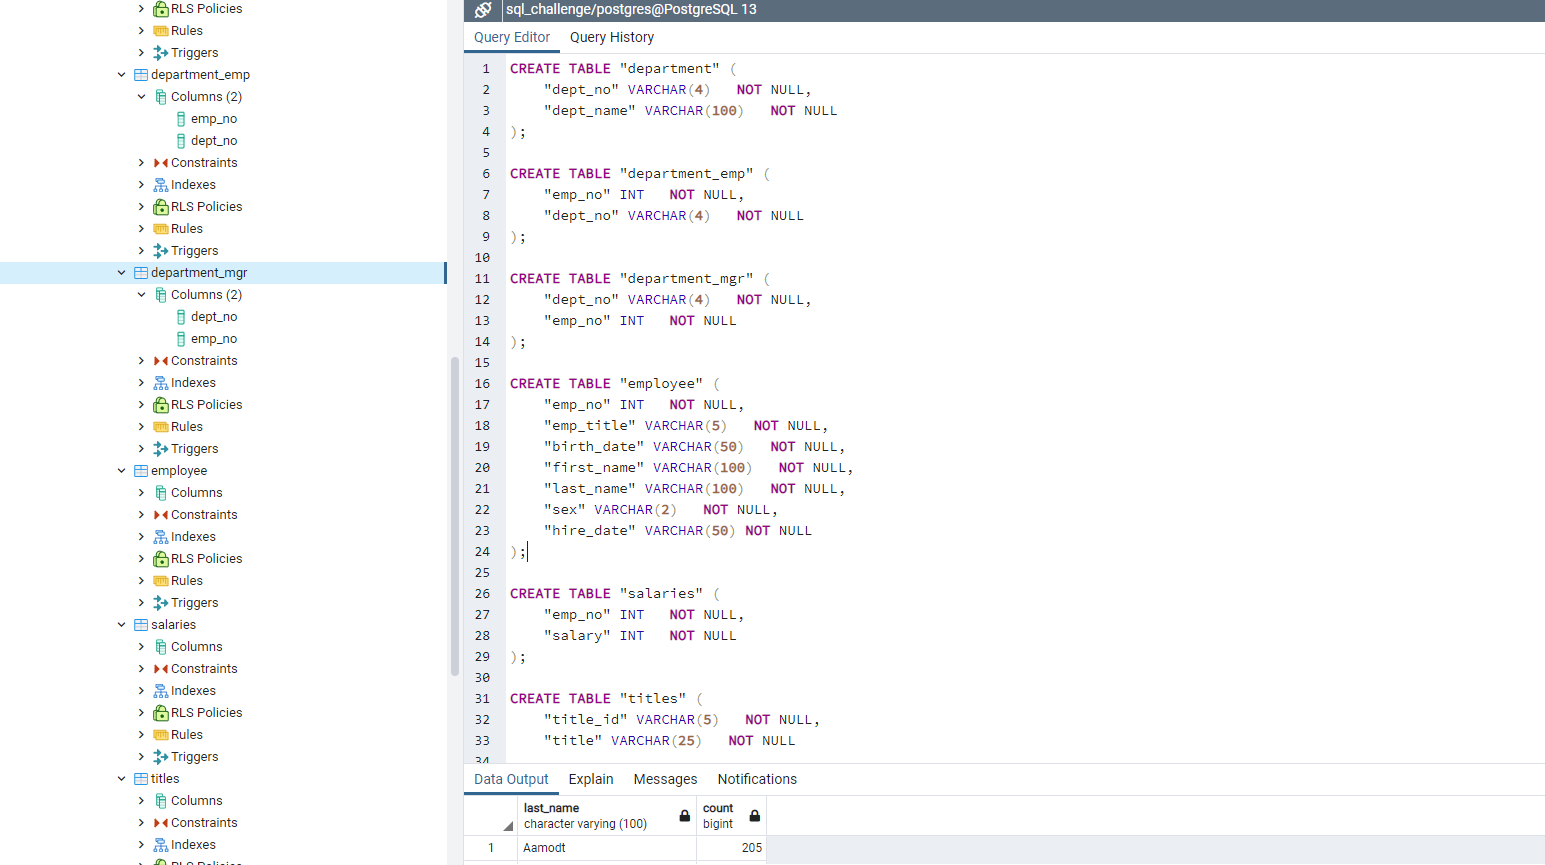 RLS Policies
Rules
Triggers
department_emp
Columns (2)
emp_no
dept_no
Constraints
Indexes
RLS Policies
Rules
Triggers
department_mgr
Columns (2)
dept_no
emp_no
Constraints
Indexes
RLS Policies
Rules
Triggers
employee
Columns
Constraints
Indexes
RLS Policies
Rules
Triggers
salaries
Columns
Constraints
Indexes
RLS Policies
Rules
Triggers
titles
Columns
Constraints
Indexes
RLS Policies
sql_challenge/postgres@PostgreSQL 13
Query Editor Query History
1 CREATE TABLE "department" (
2 "dept_no" VARCHAR(4) NOT NULL,
3 "dept_name" VARCHAR(100) NOT NULL
4 );
5
6 CREATE TABLE "department_emp" (
7 "emp_no" INT NOT NULL,
8 "dept_no" VARCHAR(4) NOT NULL
9 );
10
11 CREATE TABLE "department_mgr" (
12 "dept_no" VARCHAR(4) NOT NULL,
13 "emp_no" INT NOT NULL
14 );
15
16 CREATE TABLE "employee" (
17 "emp_no" INT NOT NULL,
18 "emp_title" VARCHAR(5) NOT NULL,
19 "birth_date" VARCHAR(50) NOT NULL,
20 "first_name" VARCHAR(100) NOT NULL,
21 "last_name" VARCHAR(100) NOT NULL,
22 "sex" VARCHAR(2) NOT NULL,
23 "hire_date" VARCHAR(50) NOT NULL
24 );
25
26 CREATE TABLE "salaries" (
27 "emp_no" INT NOT NULL,
28 "salary" INT NOT NULL
29 );
30
31 CREATE TABLE "titles" (
32 "title_id" VARCHAR(5) NOT NULL,
33 "title" VARCHAR(25) NOT NULL
34
Data Output Explain Messages Notifications
last_name count
character varying (100) bigint
1 Aamodt 205